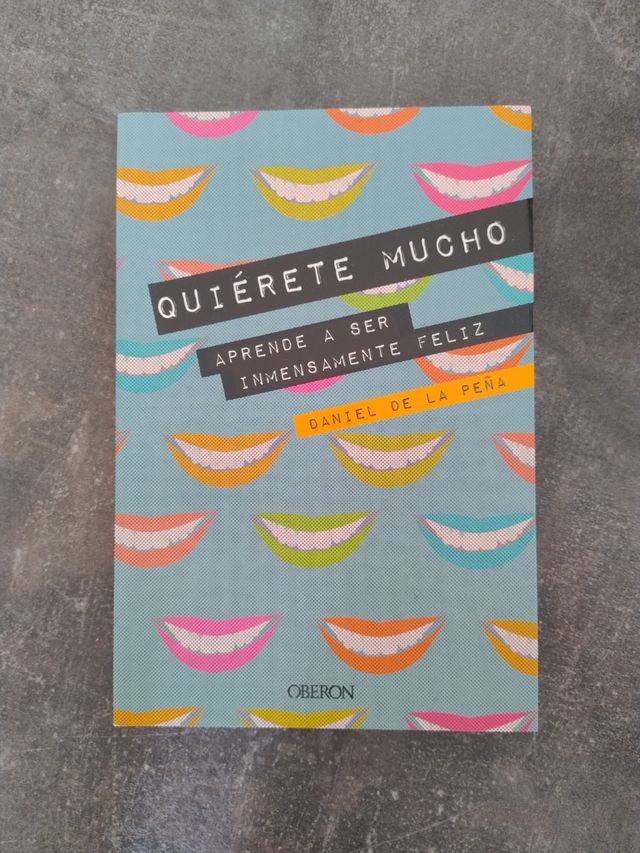 QUIÉRETE MUCHO
APRENDE A SER
INMENSAMENTE FELIZ
DANIEL DE LA PEÑA
OBERON